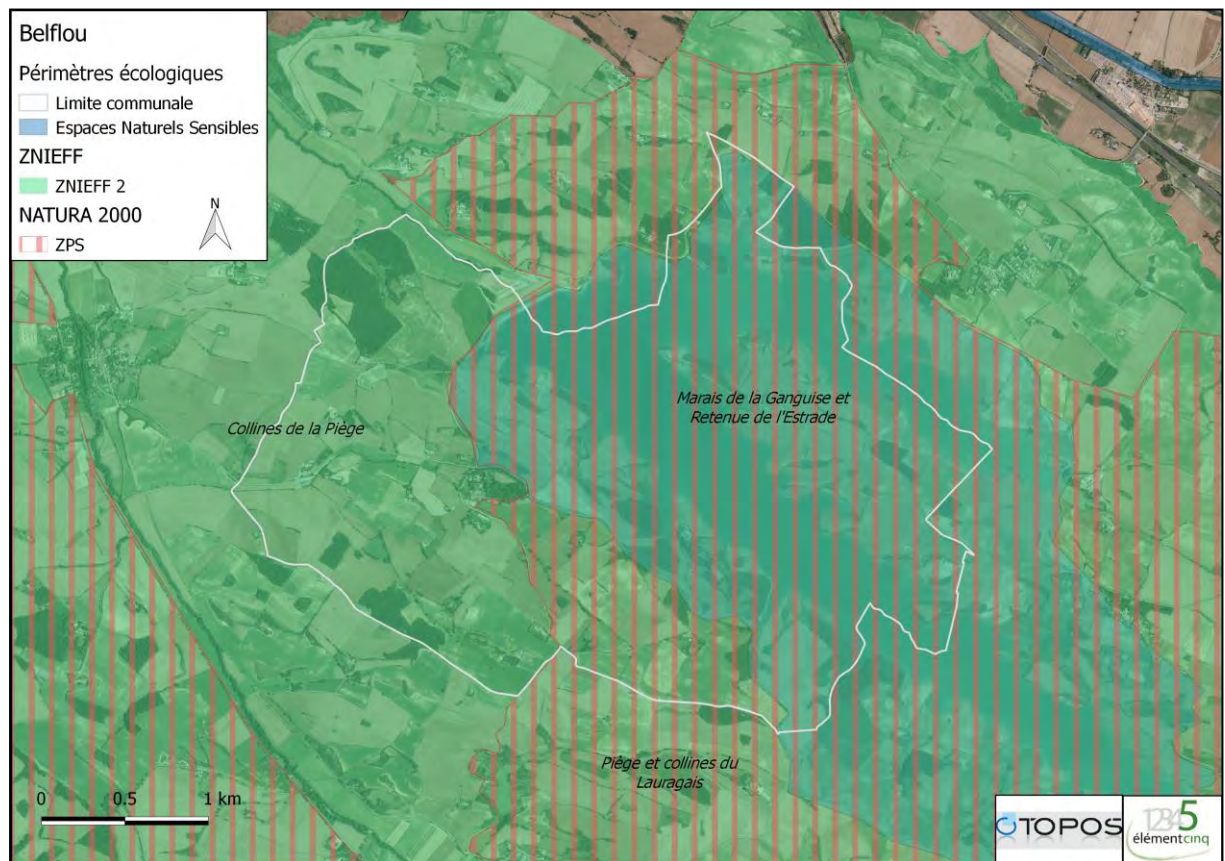 Belflou
Périmètres écologiques
Limite communale
Espaces Naturels Sensibles
ZNIEFF
ZNIEFF 2
NATURA 2000
N
ZPS
Marais de la Ganguise et
Retenue de l'Estrade
Collines de la Piège
Piège et collines du
Lauragais
0 0.5 1 km
OTOPOS
12345
élémentcinq